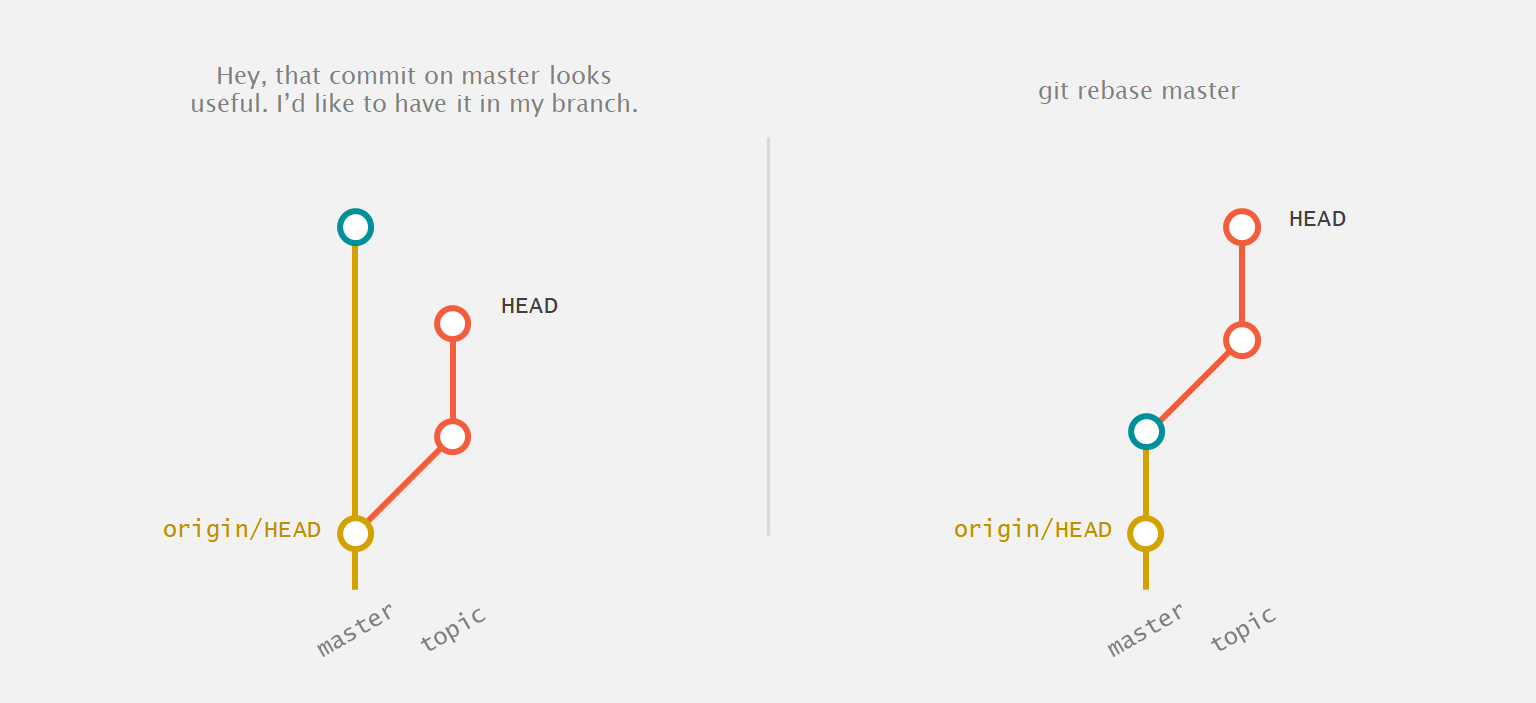 Hey, that commit on master looks
useful. I’d like to have it in my branch.
HEAD
origin/HEAD
master
topic
git rebase master
HEAD
origin/HEAD
master
topic